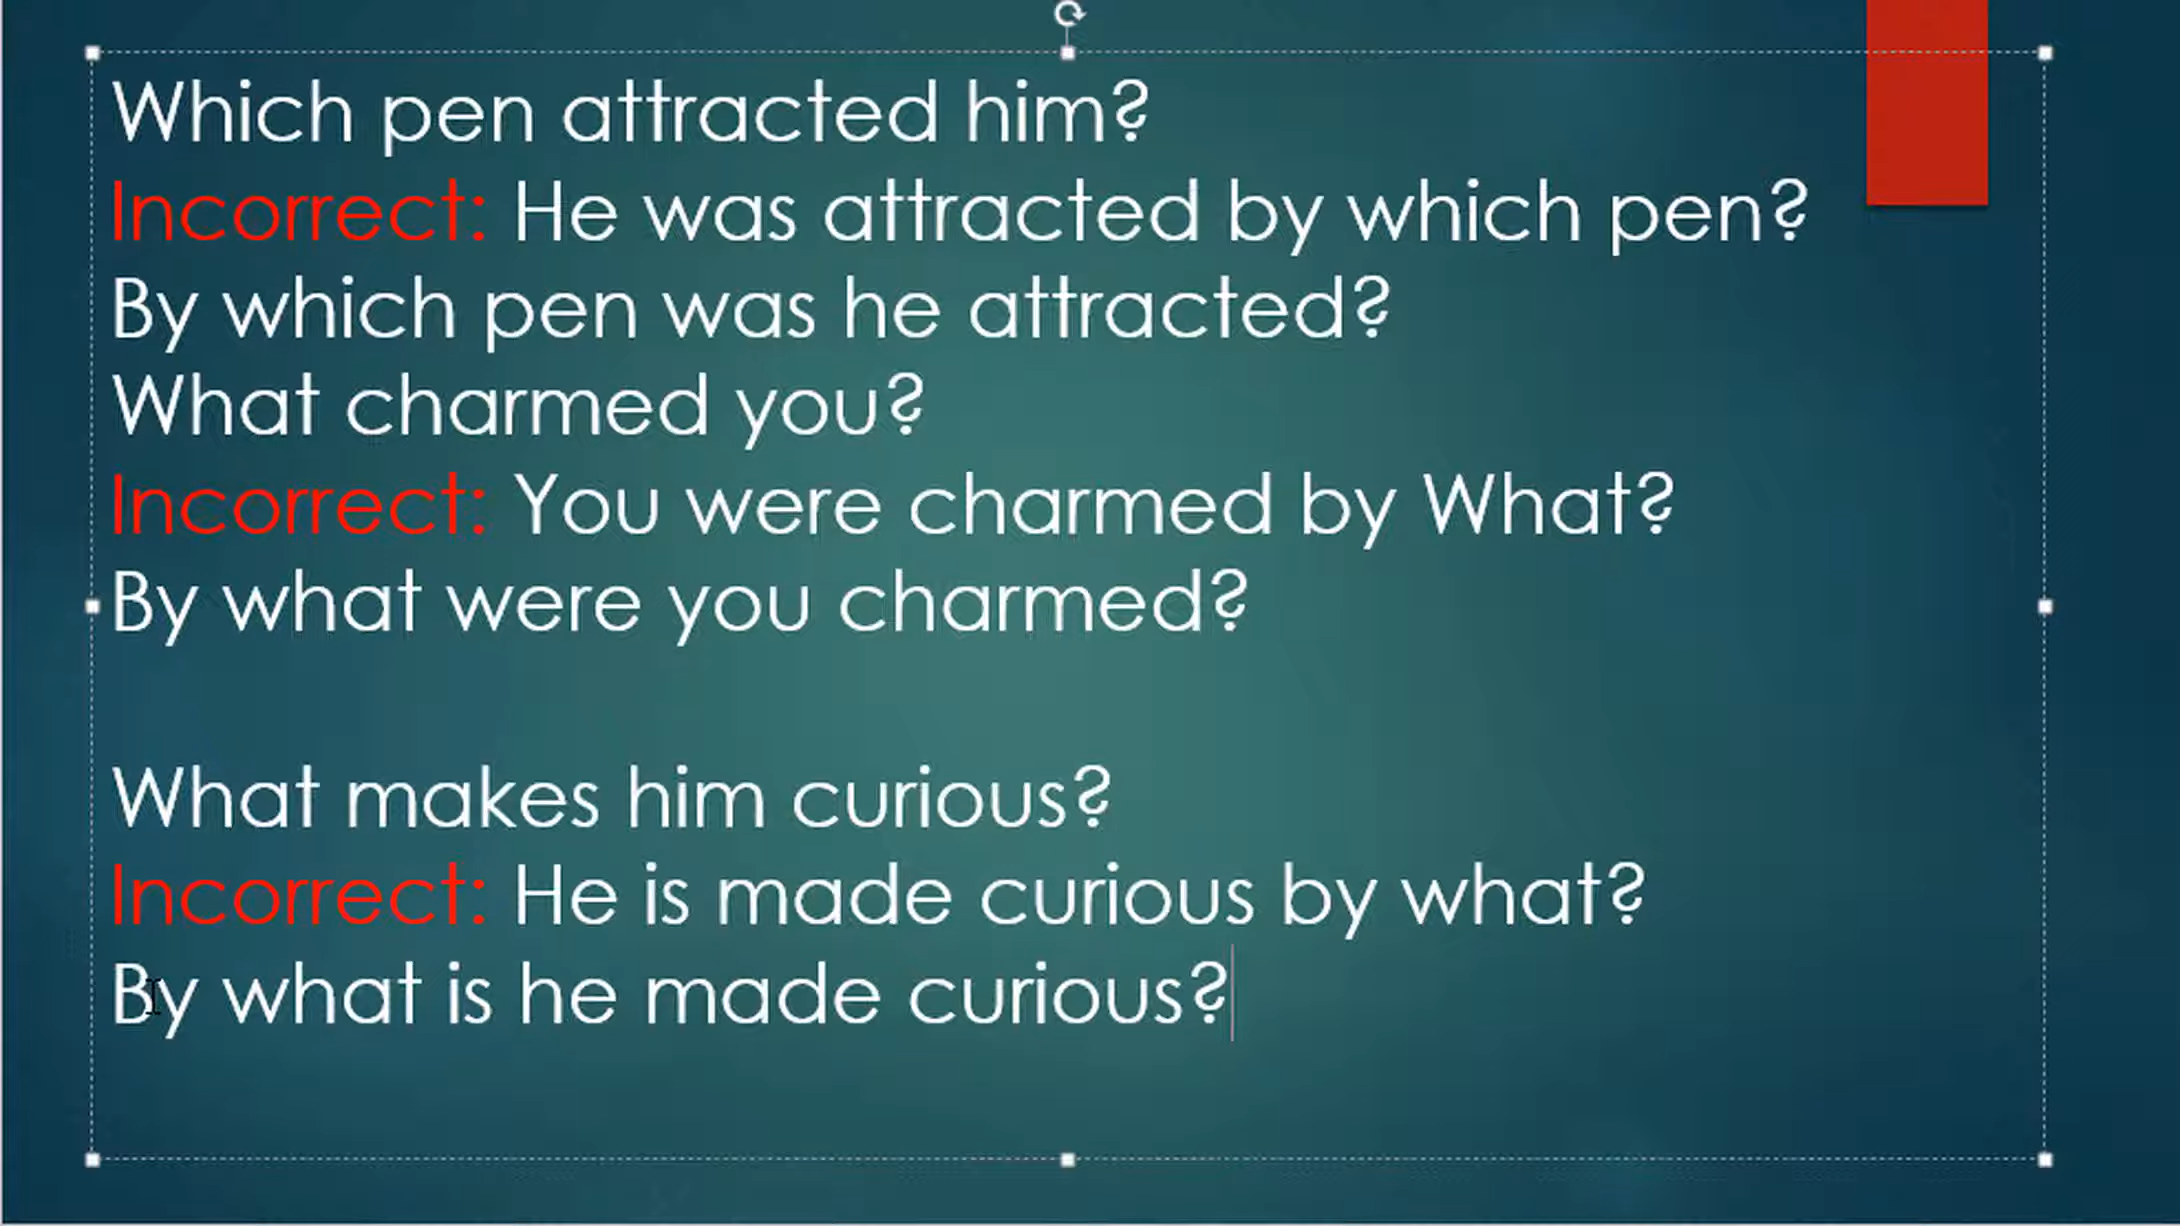 Which pen attracted him?
Incorrect: He was attracted by which pen?
By which pen was he attracted?
What charmed you?
Incorrect: You were charmed by What?
By what were you charmed?
What makes him curious?
Incorrect: He is made curious by what?
By what is he made curious?